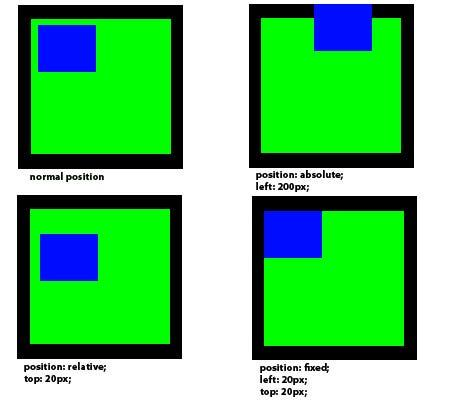 normal position
position: absolute;
left: 200px;
position: relative;
top: 20px;
position: fixed;
left: 20px;
top: 20px;